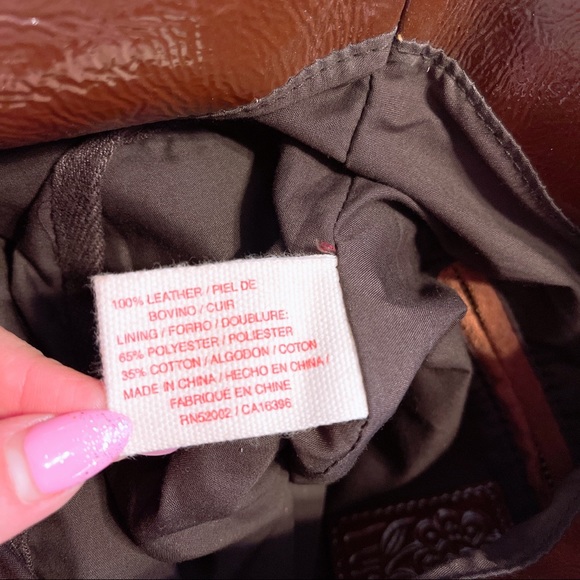 100% LEATHER / PIEL DE
BOVINO / CUIR
LINING / FORRO / DOUBLURE:
65% POLYESTER / POLIESTER
35% COTTON / ALGODON / COTON
MADE IN CHINA / HECHO EN CHINA /
FABRIQUE EN CHINE
RN52002 / CA16396